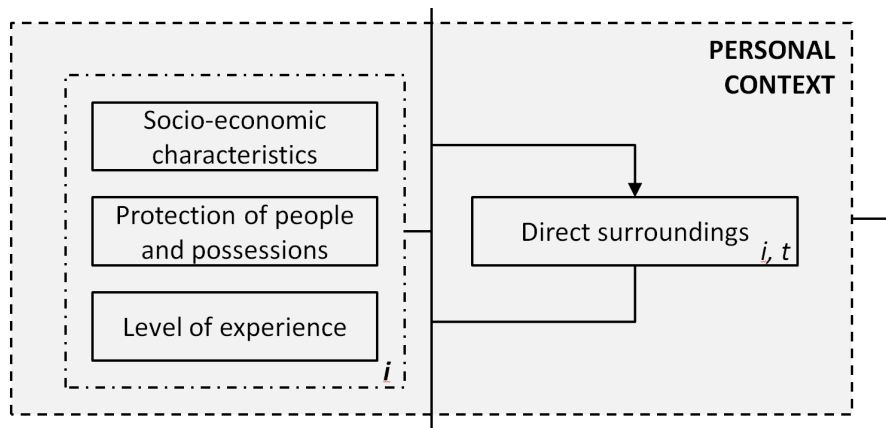 PERSONAL
CONTEXT
Socio-economic
characteristics
Protection of people
and possessions
Level of experience
i
Direct surroundings
i, t